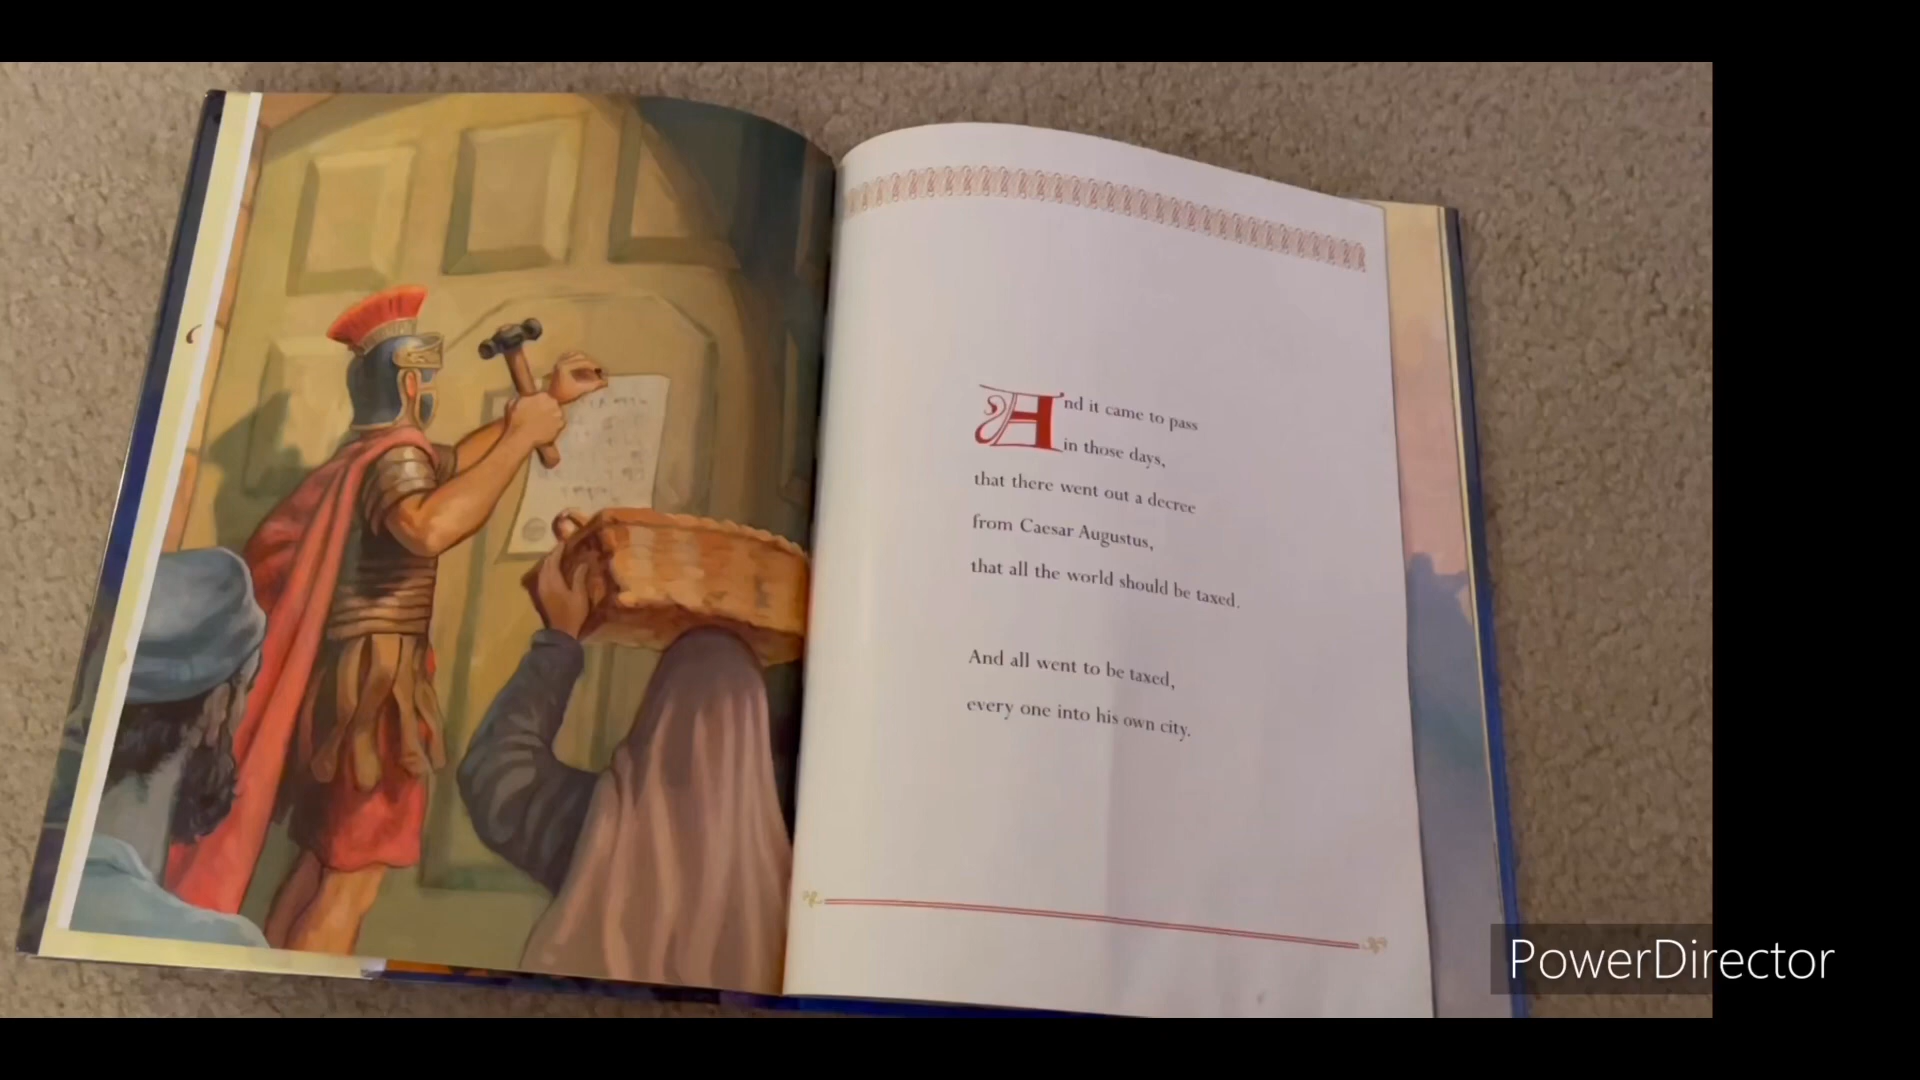 And it came to pass
in those days,
that there went out a decree
from Caesar Augustus,
that all the world should be taxed.
And all went to be taxed,
every one into his own city.
PowerDirector